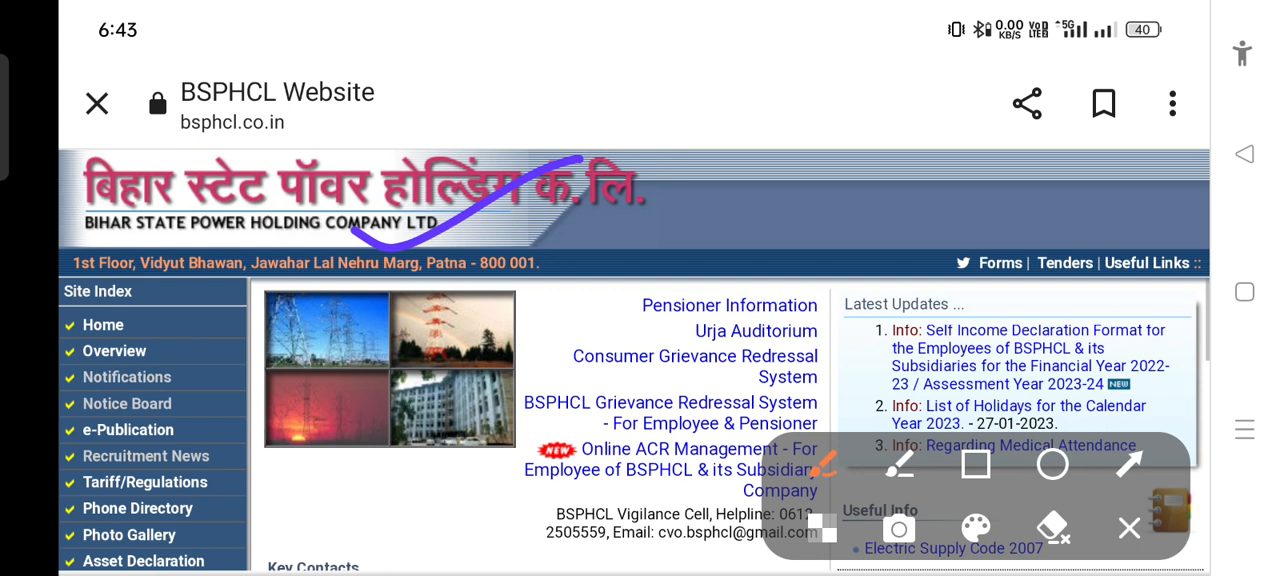 6:43
0.00 KB/S
VoD LTE
5G
40
BSPHCL Website
bsphcl.co.in
बिहार स्टेट पॉवर होल्डिंग क.लि.
BIHAR STATE POWER HOLDING COMPANY LTD
1st Floor, Vidyut Bhawan, Jawahar Lal Nehru Marg, Patna - 800 001.
Forms | Tenders | Useful Links ::
Site Index
Home
Overview
Notifications
Notice Board
e-Publication
Recruitment News
Tariff/Regulations
Phone Directory
Photo Gallery
Asset Declaration
Pensioner Information
Urja Auditorium
Consumer Grievance Redressal
System
BSPHCL Grievance Redressal System
- For Employee & Pensioner
NEW Online ACR Management - For
Employee of BSPHCL & its Subsidiary
Company
BSPHCL Vigilance Cell, Helpline: 0612
2505559, Email: cvo.bsphcl@gmail.com
Key Contacts
Latest Updates ...
1. Info: Self Income Declaration Format for
the Employees of BSPHCL & its
Subsidiaries for the Financial Year 2022-
23 / Assessment Year 2023-24 NEW
2. Info: List of Holidays for the Calendar
Year 2023. - 27-01-2023.
3. Info: Regarding Medical Attendance
Useful Info
Electric Supply Code 2007